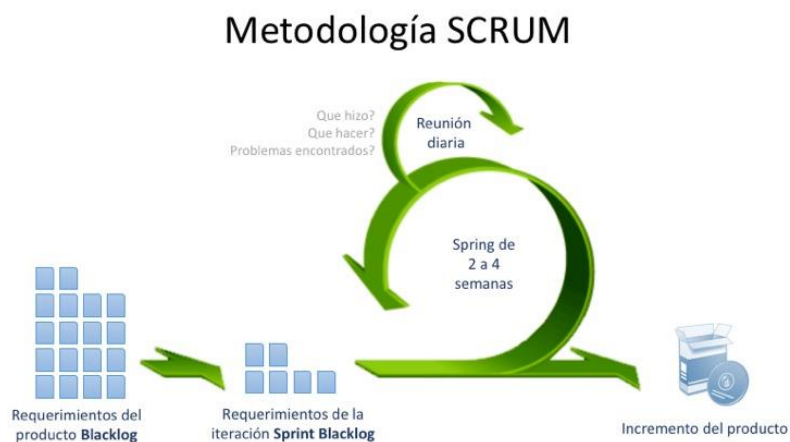 Metodología SCRUM
Que hizo?
Que hacer?
Problemas encontrados?
Reunión
diaria
Spring de
2 a 4
semanas
Requerimientos del
producto Blacklog
Requerimientos de la
iteración Sprint Blacklog
Incremento del producto